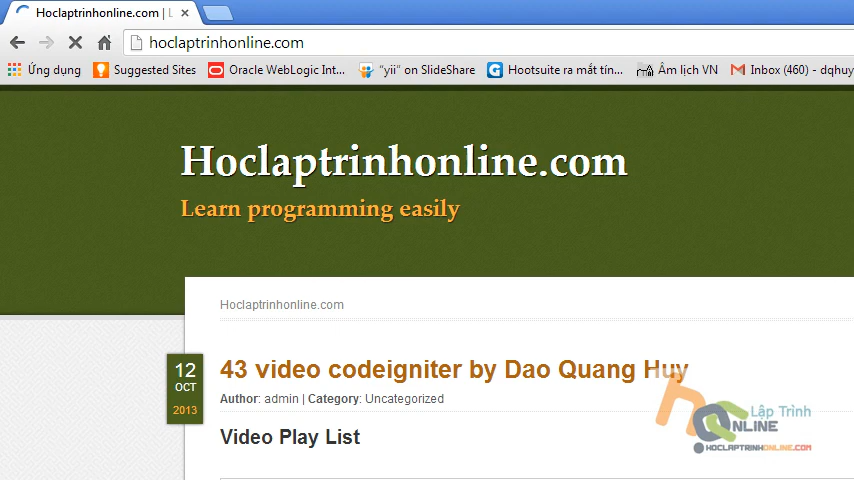 Hoclaptrinhonline.com | L
hoclaptrinhonline.com
Ứng dụng
Suggested Sites
Oracle WebLogic Int...
"yii" on SlideShare
Hootsuite ra mắt tín...
Âm lịch VN
Inbox (460) - dqhuy
Hoclaptrinhonline.com
Learn programming easily
Hoclaptrinhonline.com
12
OCT
2013
43 video codeigniter by Dao Quang Huy
Author: admin | Category: Uncategorized
Video Play List
Lập Trình
ONLINE
HOCLAPTRINHONLINE.COM